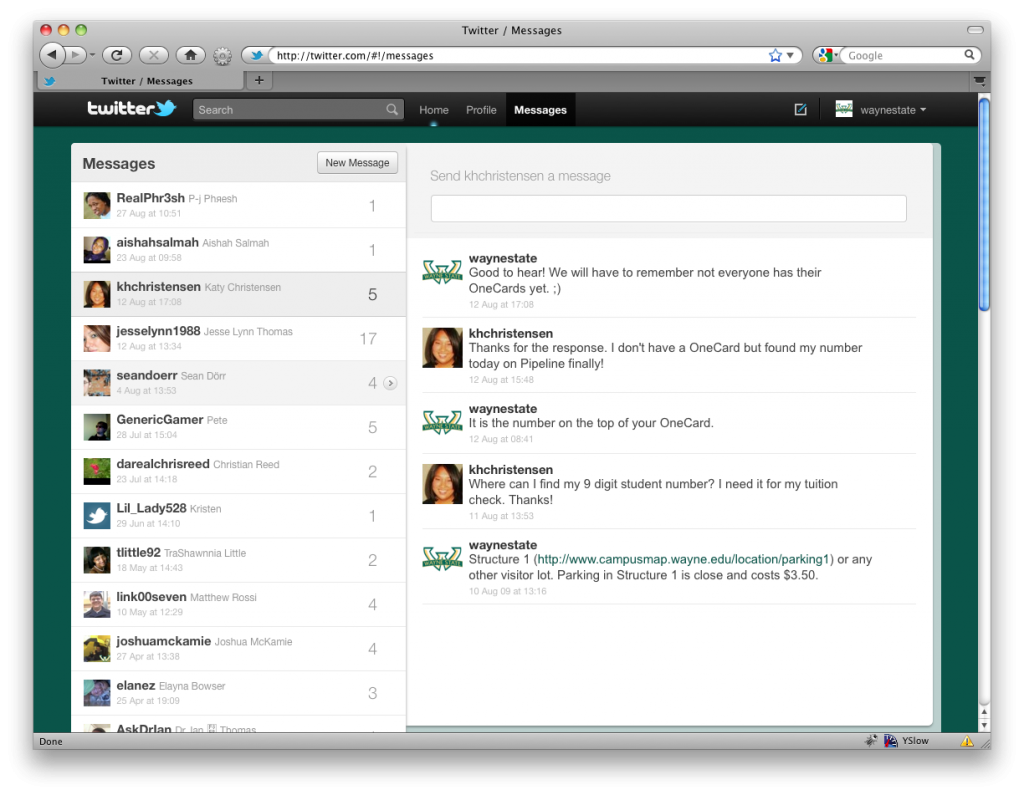 Twitter / Messages
http://twitter.com/#!/messages
Google
Twitter / Messages
+
twitter
Search
Home
Profile
Messages
waynestate
Messages
New Message
RealPhr3sh P-j Phяesh
27 Aug at 10:51
1
aishahsalmah Aishah Salmah
23 Aug at 09:58
1
khchristensen Katy Christensen
12 Aug at 17:08
5
jesselynn1988 Jesse Lynn Thomas
12 Aug at 13:34
17
seandoerr Sean Dörr
4 Aug at 13:53
4
GenericGamer Pete
28 Jul at 15:04
5
darealchrisreed Christian Reed
23 Jul at 14:18
2
Lil_Lady528 Kristen
29 Jun at 14:10
1
tlittle92 TraShawnnia Little
18 May at 14:43
2
link00seven Matthew Rossi
10 May at 12:29
4
joshuamckamie Joshua McKamie
27 Apr at 13:38
4
elanez Elayna Bowser
25 Apr at 19:09
3
AskDrIan Dr. Ian Thomas
Send khchristensen a message
waynestate
Good to hear! We will have to remember not everyone has their
OneCards yet. ;)
12 Aug at 17:08
khchristensen
Thanks for the response. I don't have a OneCard but found my number
today on Pipeline finally!
12 Aug at 15:48
WAYNE STATE
waynestate
It is the number on the top of your OneCard.
12 Aug at 08:41
khchristensen
Where can I find my 9 digit student number? I need it for my tuition
check. Thanks!
11 Aug at 13:53
waynestate
Structure 1 (http://www.campusmap.wayne.edu/location/parking1) or any
other visitor lot. Parking in Structure 1 is close and costs $3.50.
10 Aug 09 at 13:16
Done
YSlow